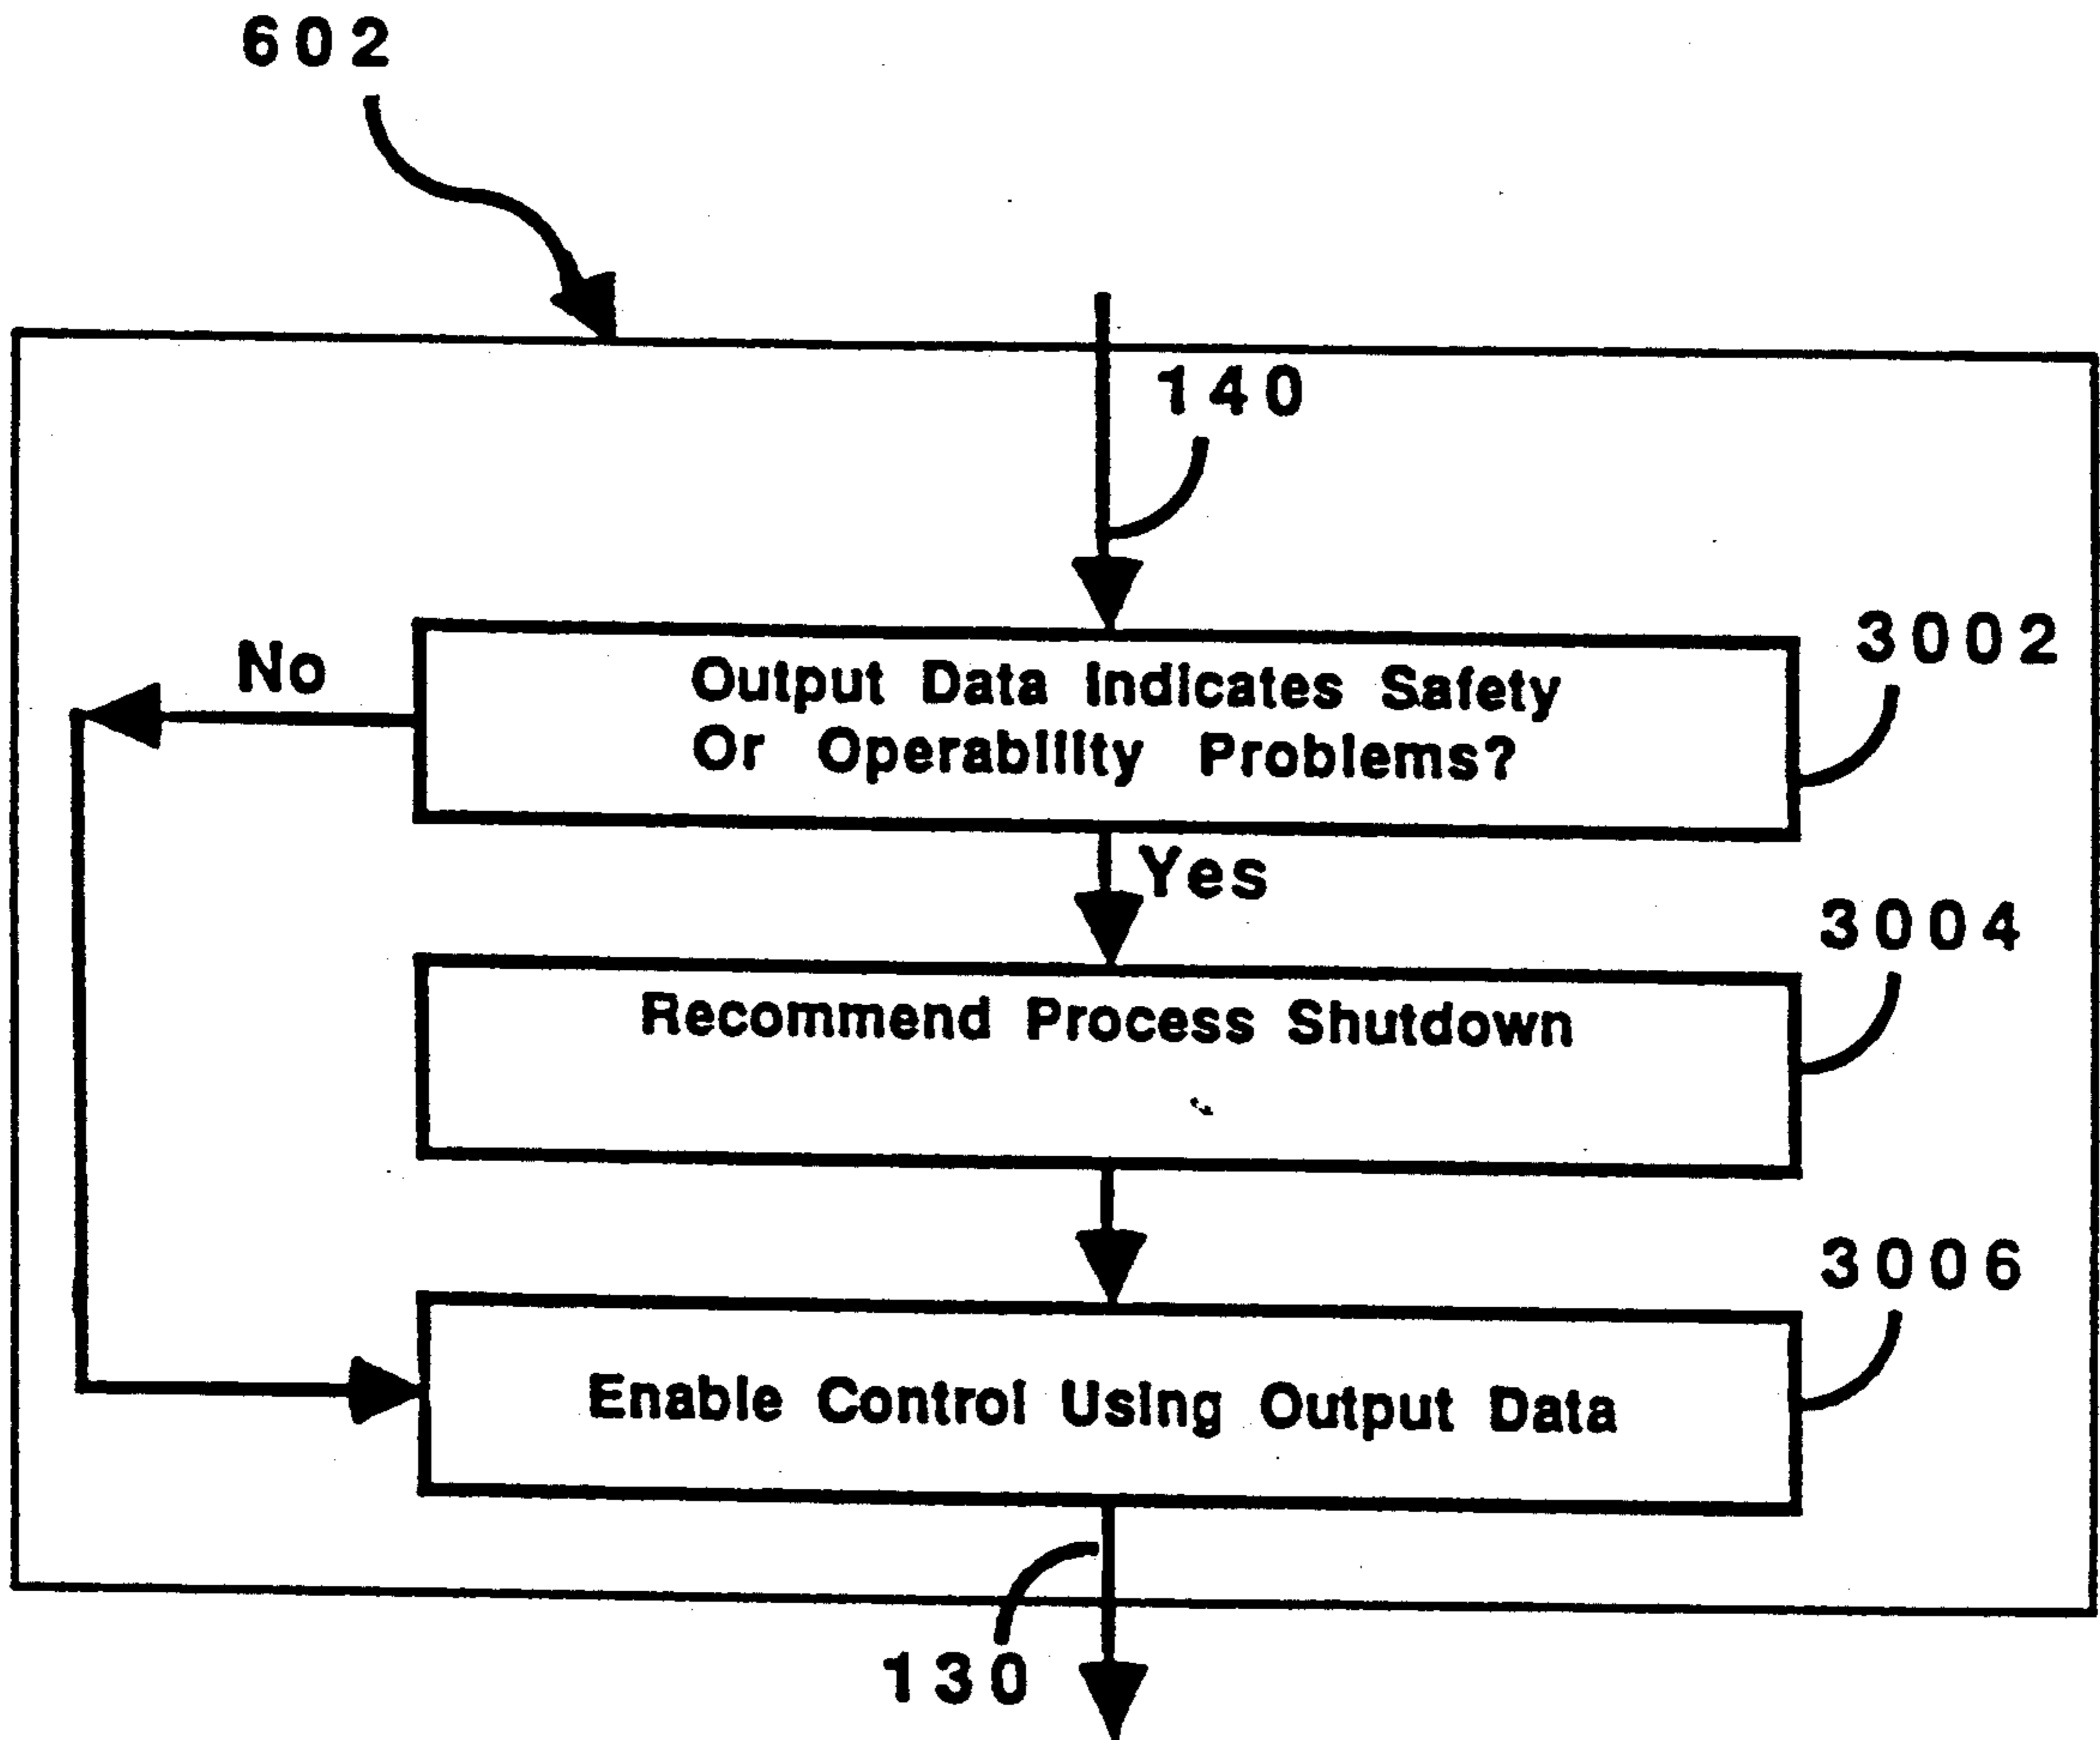 602
140
3002
No
Output Data Indicates Safety
Or Operability Problems?
Yes
3004
Recommend Process Shutdown
3006
Enable Control Using Output Data
130